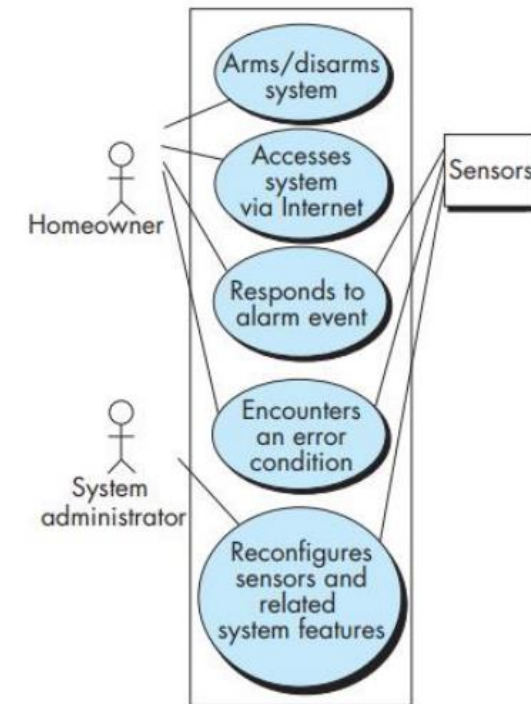 Arms/disarms
system
Accesses
system
via Internet
Sensors
Homeowner
Responds to
alarm event
Encounters
an error
condition
System
administrator
Reconfigures
sensors and
related
system features